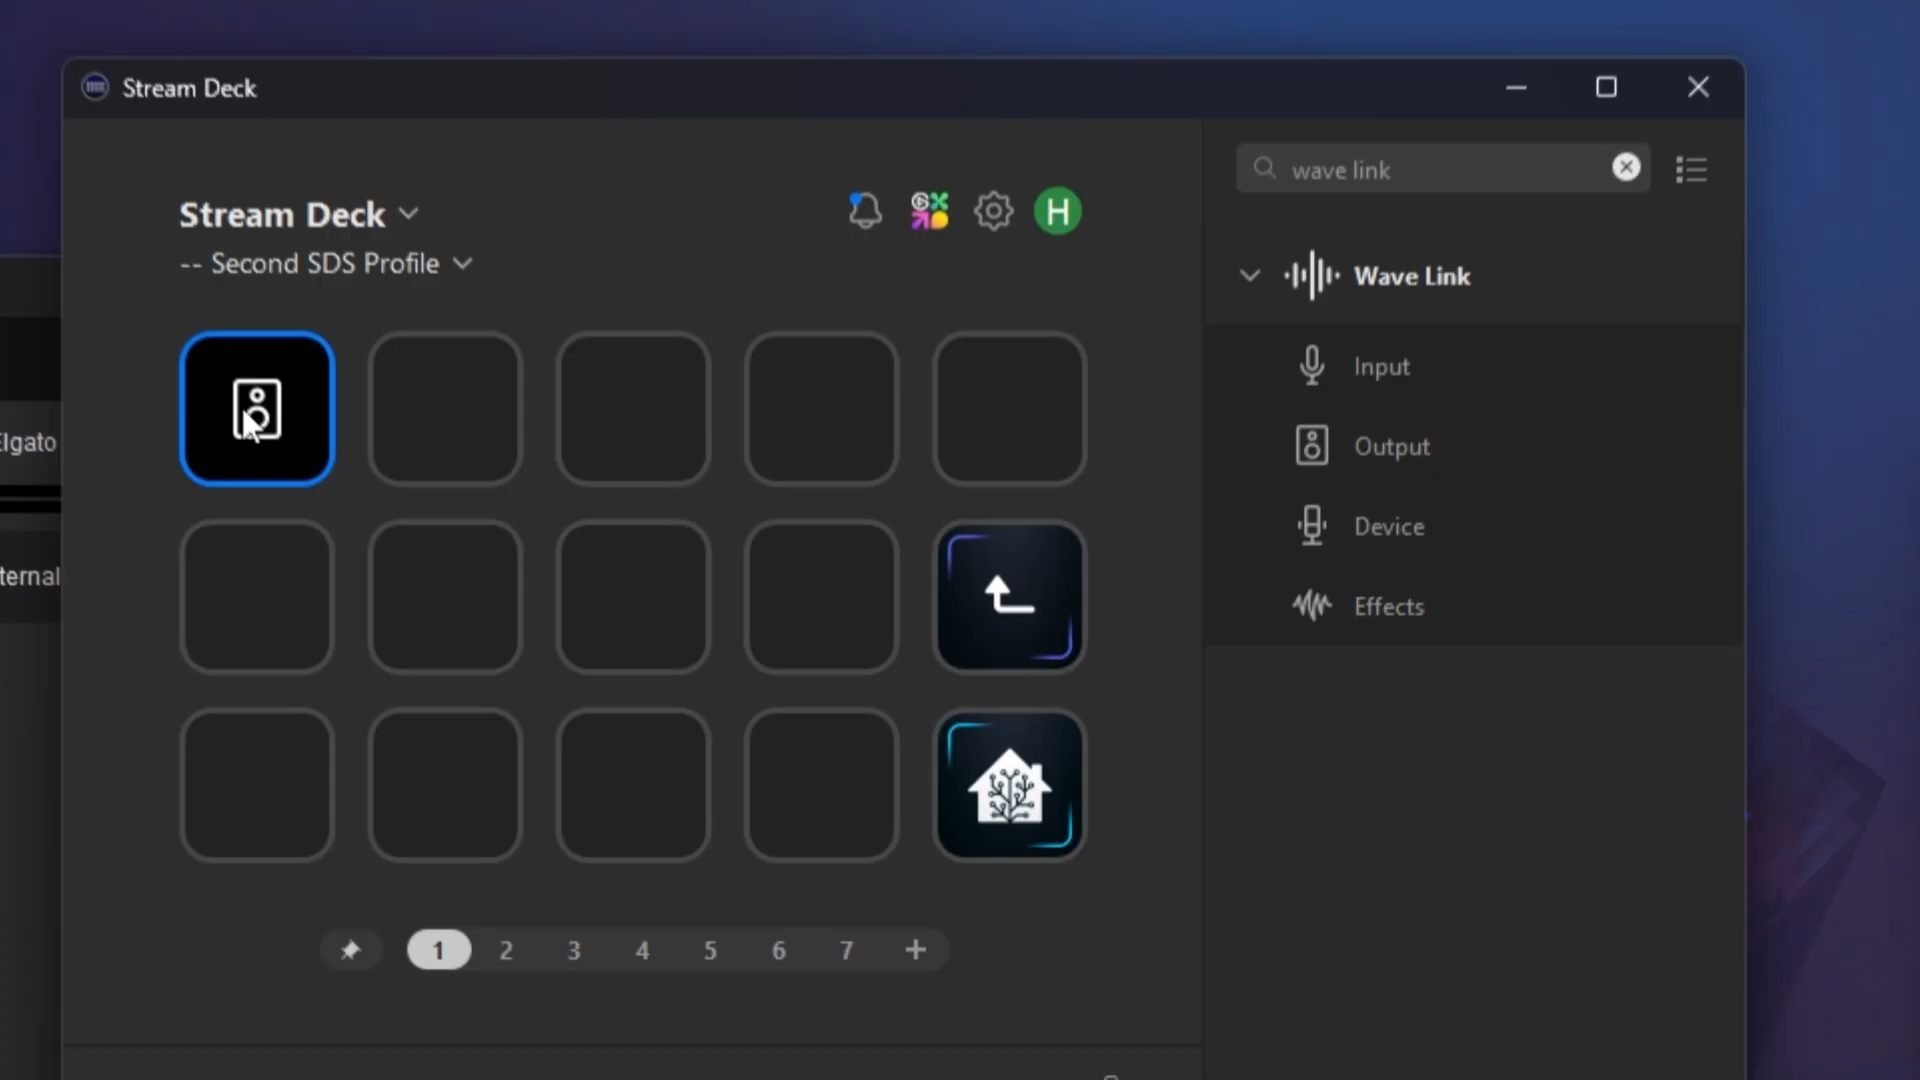 Stream Deck
wave link
Stream Deck
H
-- Second SDS Profile
Wave Link
Input
Elgato
Output
Device
ternal
Effects
1 2 3 4 5 6 7 +